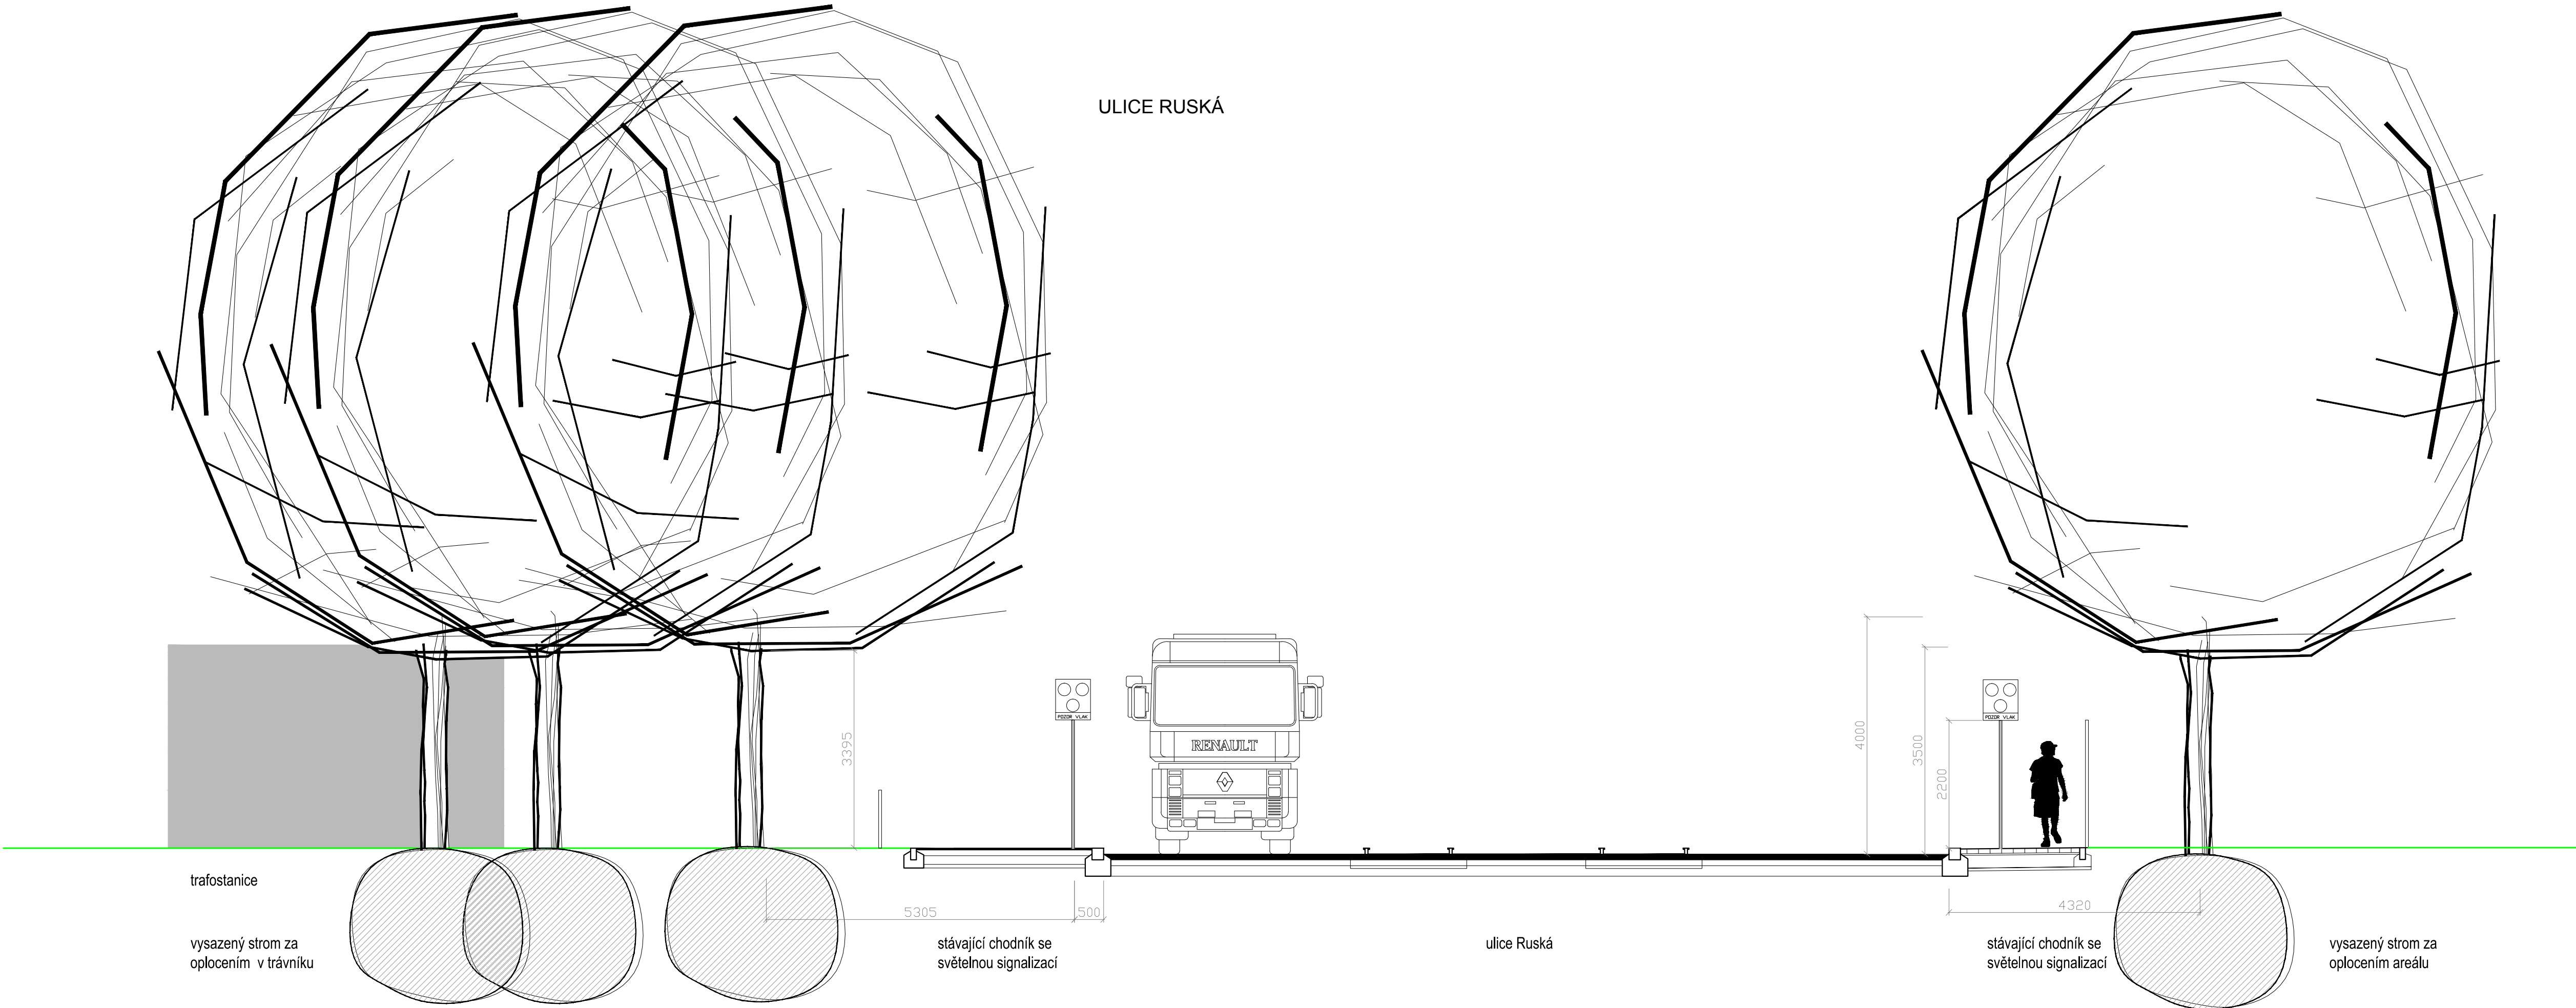 ULICE RUSKÁ
4000
3500
3395
2200
POZOR VLAK
POZOR VLAK
RENAULT
trafostanice
5305
500
4320
vysazený strom za
oplocením v trávníku
stávající chodník se
světelnou signalizací
ulice Ruská
stávající chodník se
světelnou signalizací
vysazený strom za
oplocením areálu